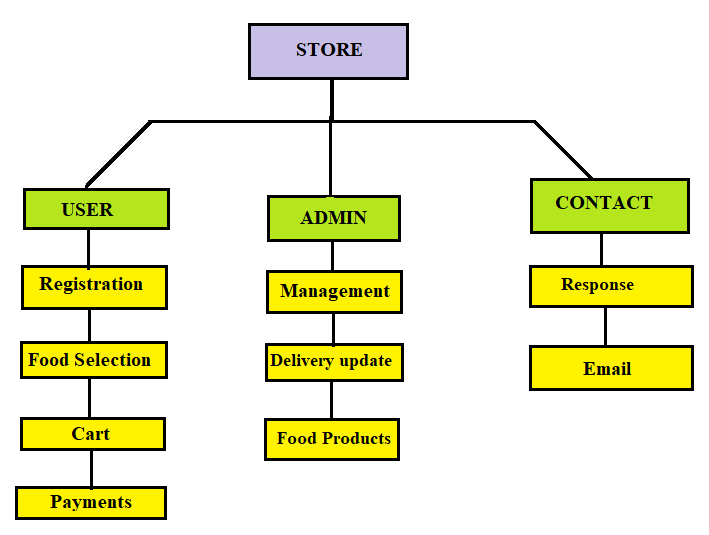 STORE
USER
ADMIN
CONTACT
Registration
Management
Response
Food Selection
Delivery update
Email
Cart
Food Products
Payments